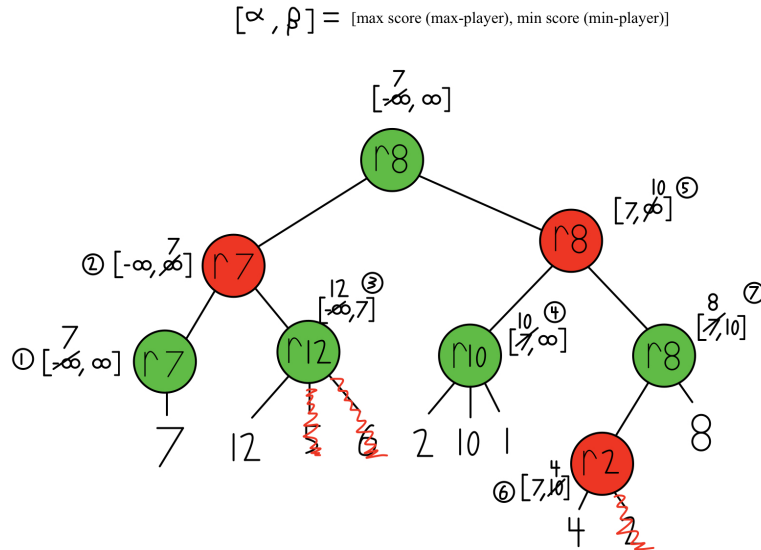 [α, β] = [max score (max-player), min score (min-player)]
7
[-∞, ∞]
r8
10 ⑤
[7, ∞]
r8
7
② [-∞, ∞]
r7
12 ③
[-∞, 7]
r12
10 ④
[7, ∞]
r10
8 ⑦
[7, 10]
r8
7
① [-∞, ∞]
r7
7
12
5
6
2
10
1
8
4
⑥ [7, 10]
r2
4
2